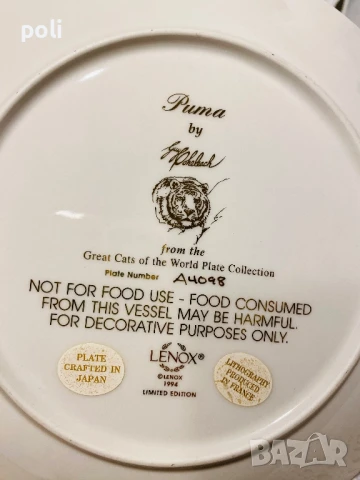 poli
Puma
by
from the
Great Cats of the World Plate Collection
Plate Number A4098
NOT FOR FOOD USE - FOOD CONSUMED
FROM THIS VESSEL MAY BE HARMFUL.
FOR DECORATIVE PURPOSES ONLY.
PLATE
CRAFTED IN
JAPAN
LENOX®
©LENOX
1994
LIMITED EDITION
LITHOGRAPHY
PRODUCED
IN FRANCE
BAZAR